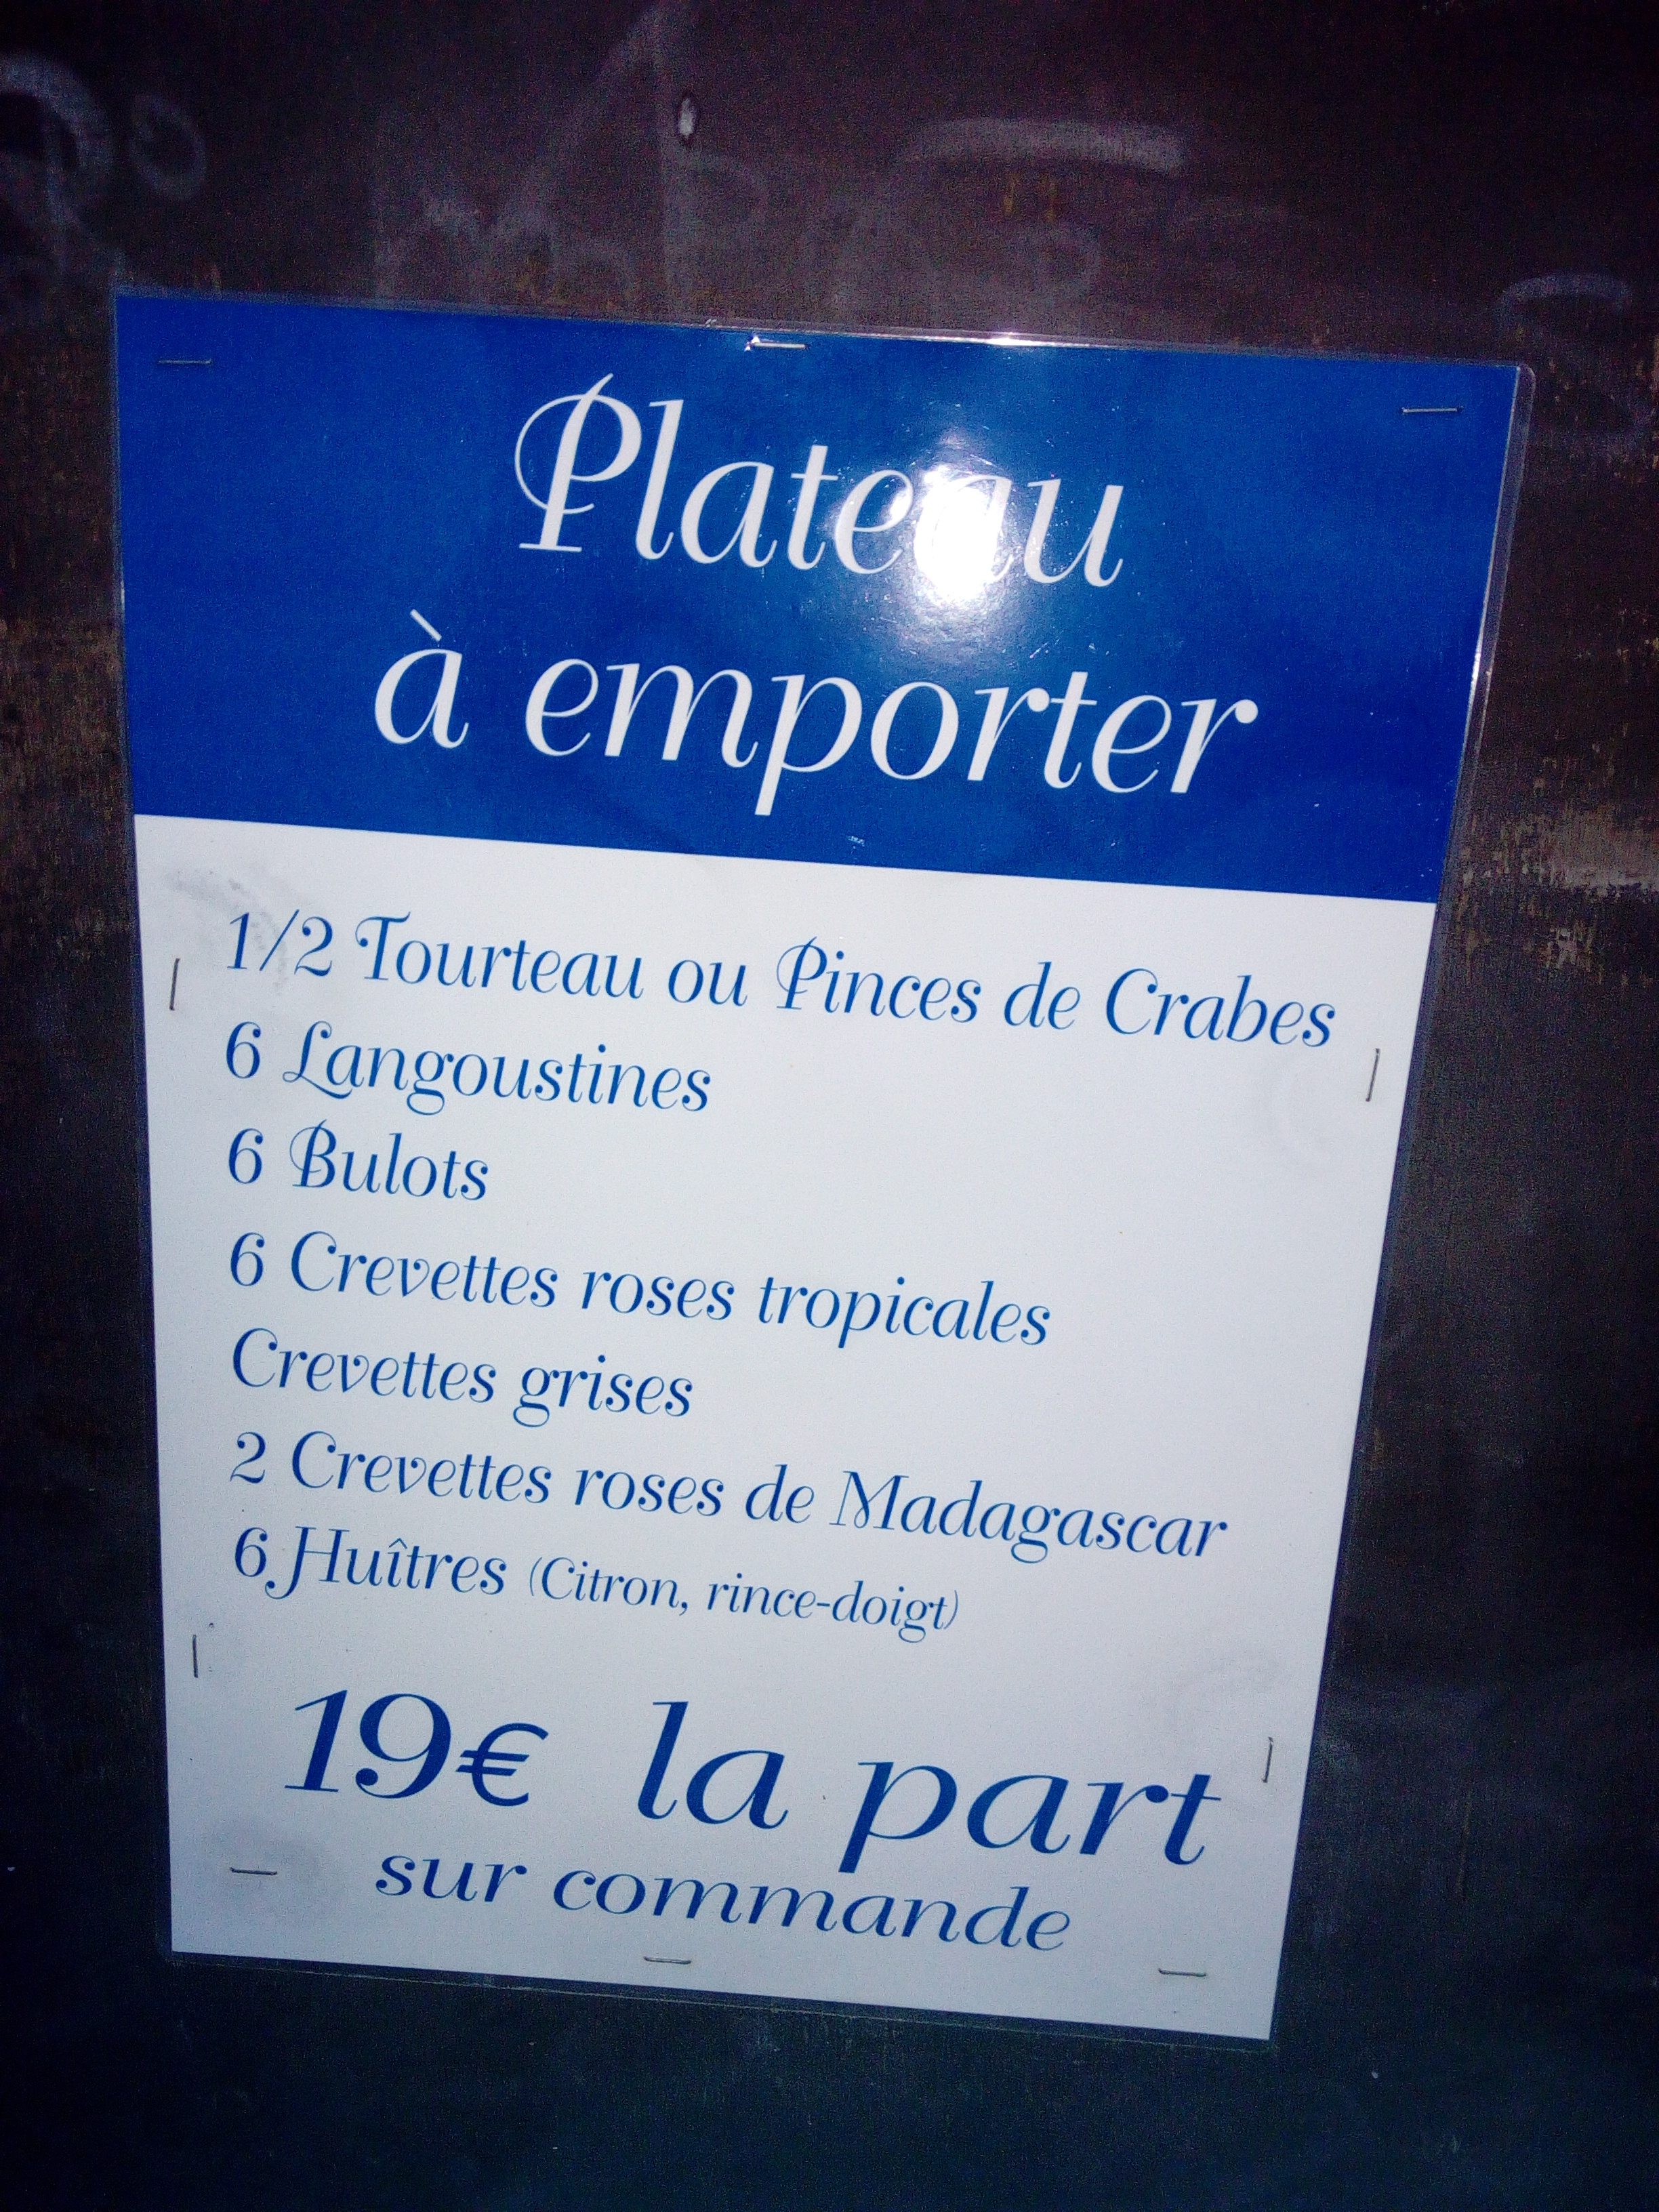 Plateau
à emporter
1/2 Tourteau ou Pinces de Crabes
6 Langoustines
6 Bulots
6 Crevettes roses tropicales
Crevettes grises
2 Crevettes roses de Madagascar
6 Huîtres (Citron, rince-doigt)
19€ la part
sur commande